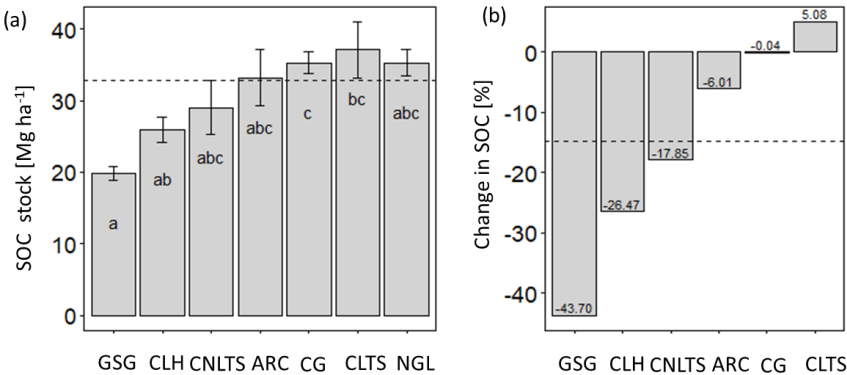 (a)
SOC stock [Mg ha⁻¹]
40
30
20
10
0
a
ab
abc
abc
c
bc
abc
GSG CLH CNLTS ARC CG CLTS NGL
(b)
Change in SOC [%]
0
-10
-20
-30
-40
-43.70
-26.47
-17.85
-6.01
-0.04
5.08
GSG CLH CNLTS ARC CG CLTS